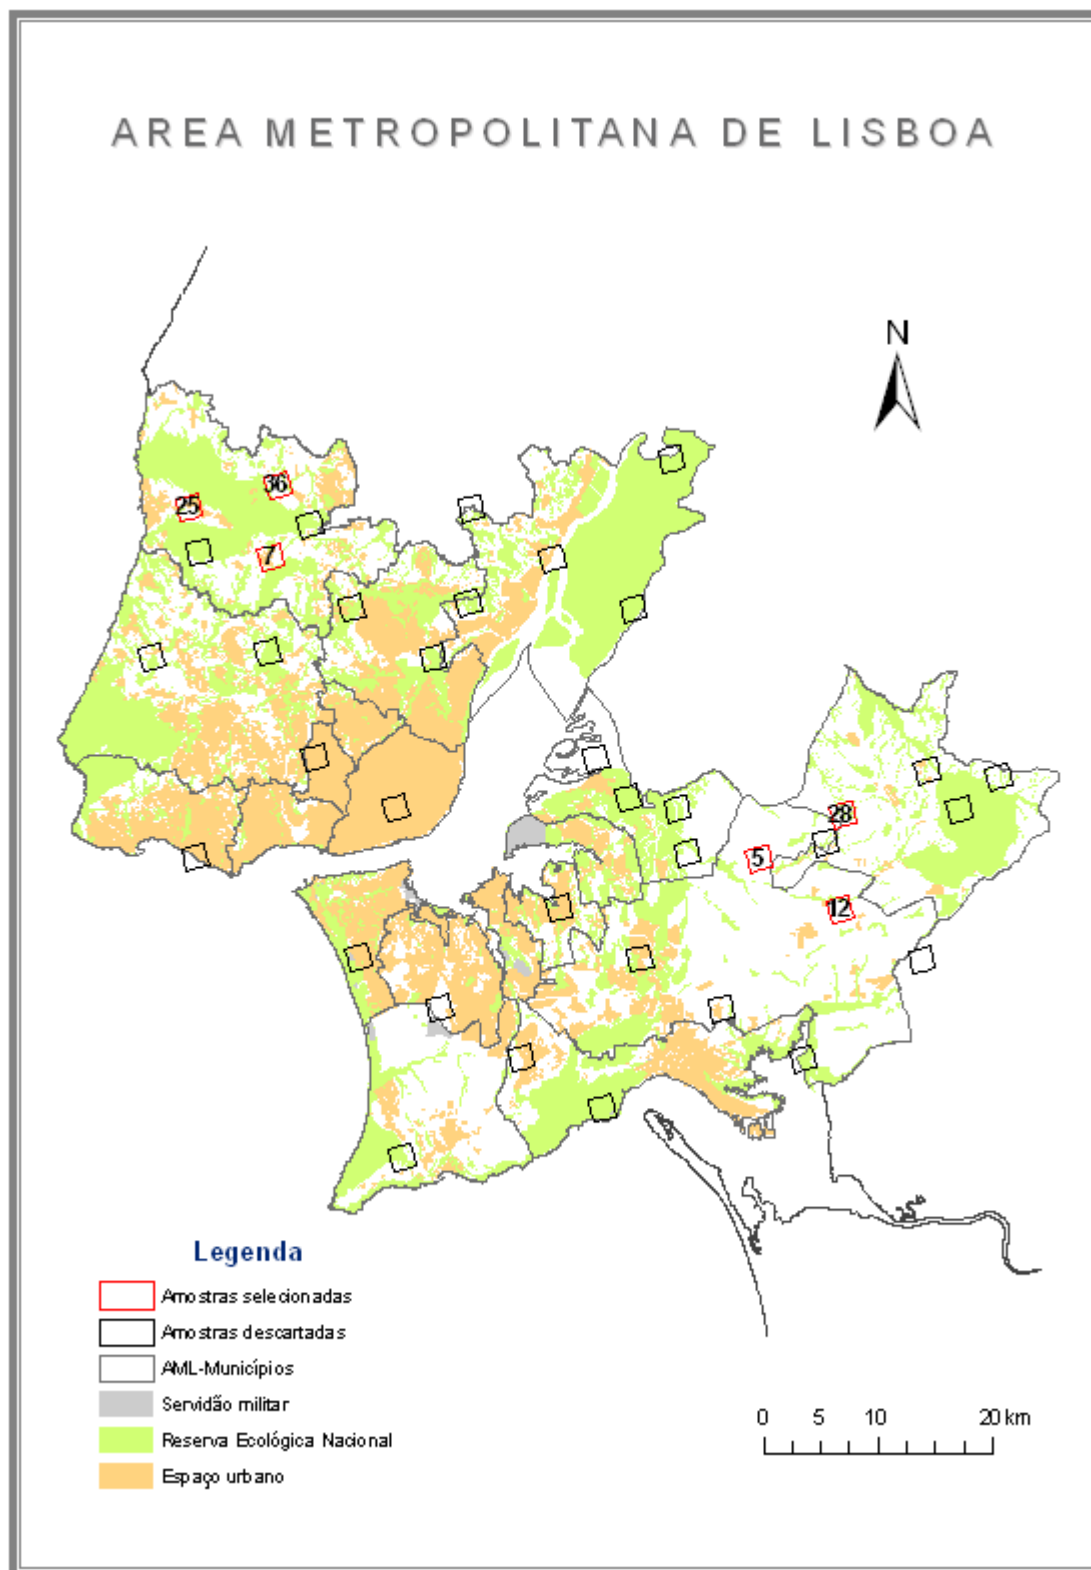 AREA METROPOLITANA DE LISBOA
N
36
25
7
28
5
12
Legenda
Amostras selecionadas
Amostras descartadas
AML-Municípios
Servidão militar
Reserva Ecológica Nacional
Espaço urbano
0 5 10 20 km